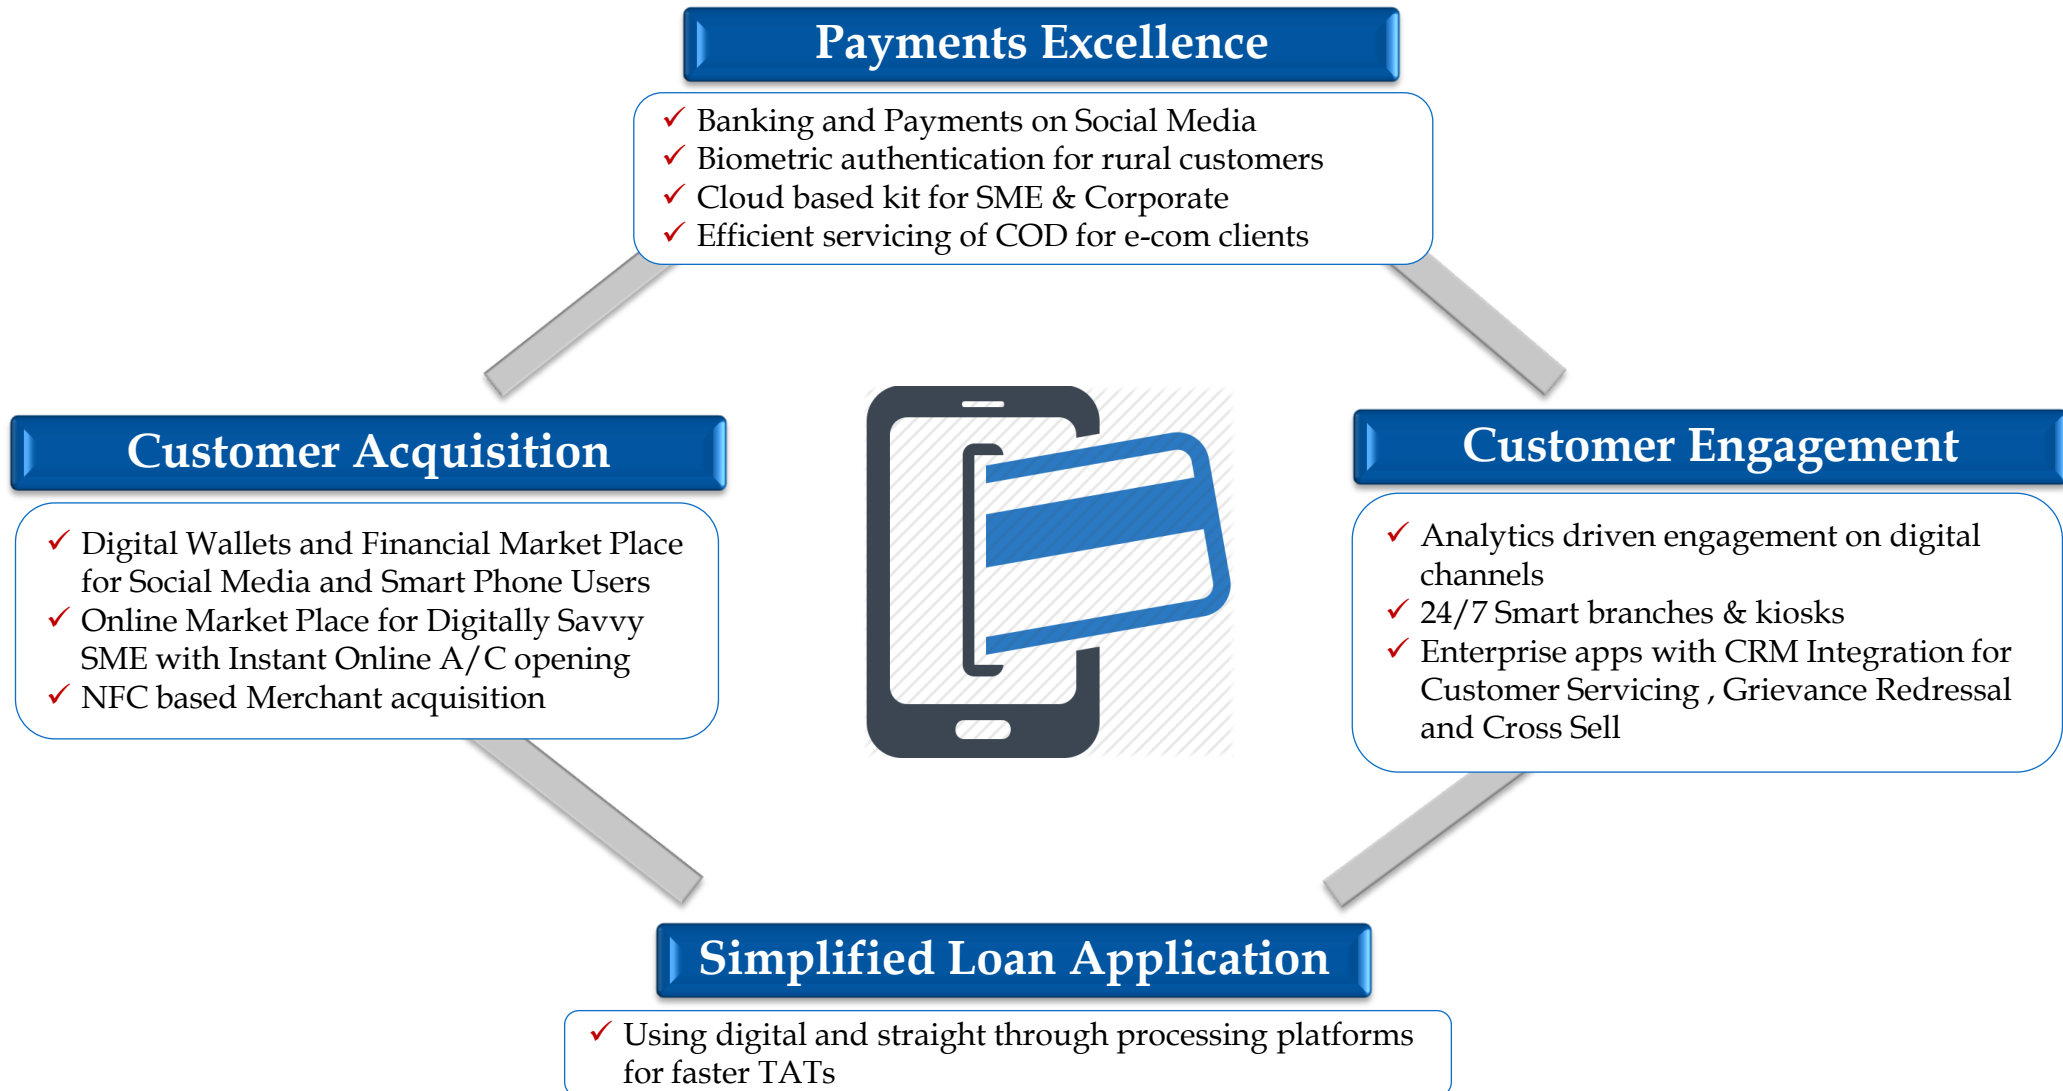 Payments Excellence
Banking and Payments on Social Media
Biometric authentication for rural customers
Cloud based kit for SME & Corporate
Efficient servicing of COD for e-com clients
Customer Acquisition
Digital Wallets and Financial Market Place
for Social Media and Smart Phone Users
Online Market Place for Digitally Savvy
SME with Instant Online A/C opening
NFC based Merchant acquisition
Customer Engagement
Analytics driven engagement on digital
channels
24/7 Smart branches & kiosks
Enterprise apps with CRM Integration for
Customer Servicing , Grievance Redressal
and Cross Sell
Simplified Loan Application
Using digital and straight through processing platforms
for faster TATs